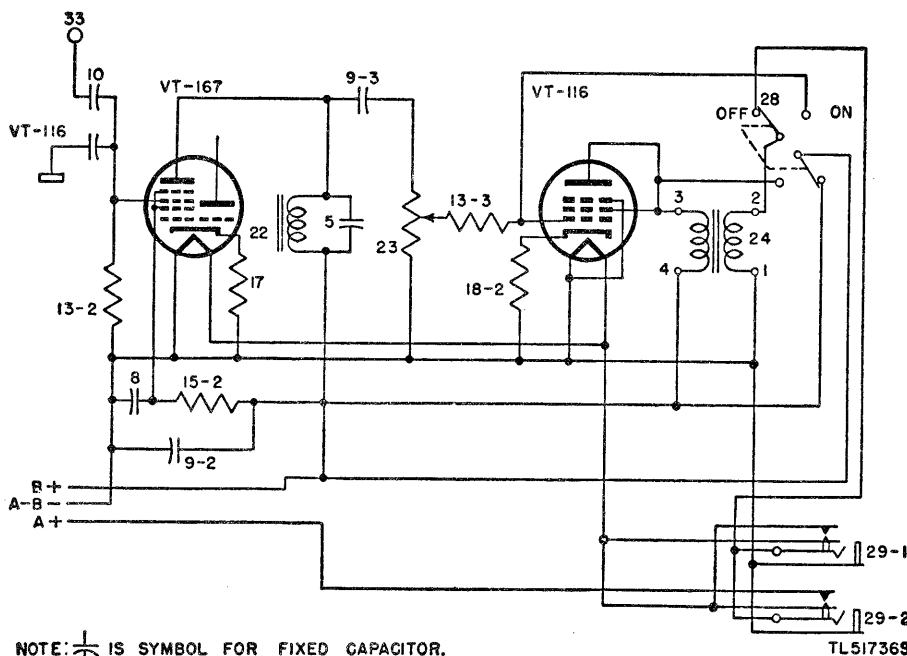 33
10
VT-167
9-3
VT-116
28
OFF
ON
VT-116
22
5
23
13-3
3
2
24
4
1
17
18-2
13-2
8
15-2
9-2
B +
A-B -
A +
29-1
29-2
NOTE: IS SYMBOL FOR FIXED CAPACITOR.
TL51736S